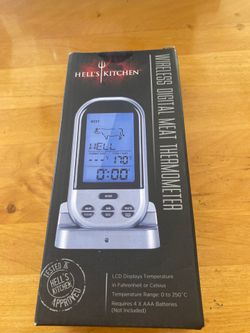 HELL'S KITCHEN
WIRELESS DIGITAL MEAT THERMOMETER
BEEF
HELL
170°
0:00"
TESTED &
HELL'S
KITCHEN
APPROVED
LCD Displays Temperature
in Fahrenheit or Celsius
Temperature Range: 0 to 250°C
Requires 4 X AAA Batteries
(Not Included)